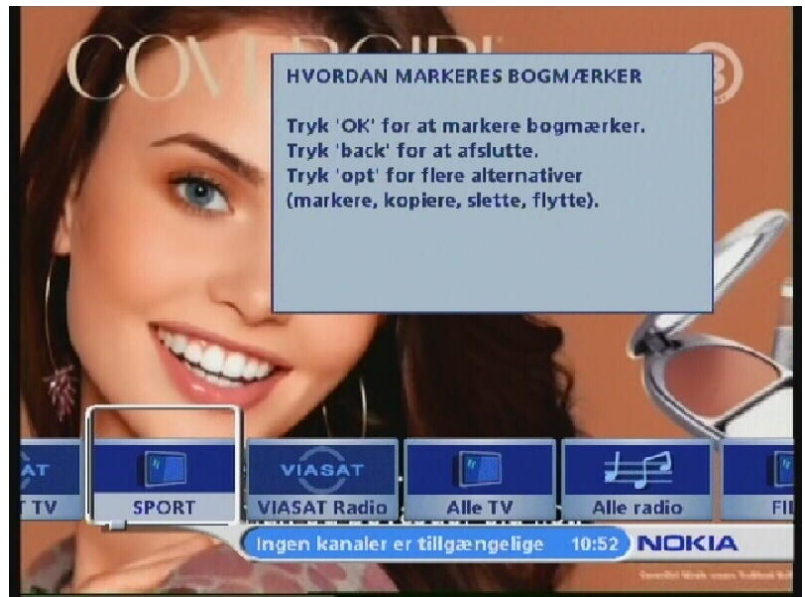 COVERGIRL
3
HVORDAN MARKERES BOGMÆRKER
Tryk 'OK' for at markere bogmærker.
Tryk 'back' for at afslutte.
Tryk 'opt' for flere alternativer
(markere, kopiere, slette, flytte).
VIASAT
TV
SPORT
VIASAT Radio
Alle TV
Alle radio
Ingen kanaler er tillgængelige 10:52 NOKIA